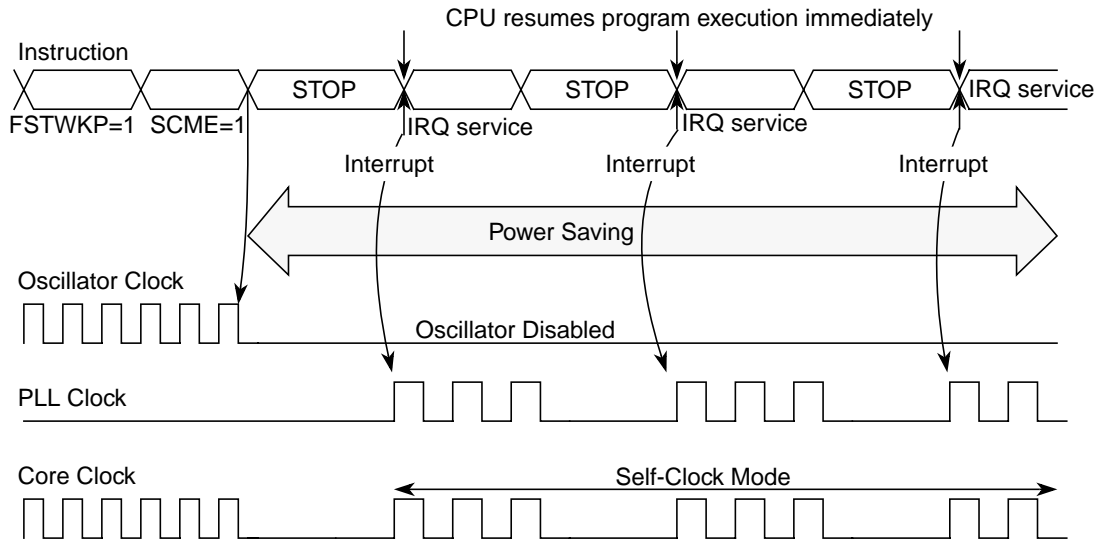 CPU resumes program execution immediately
Instruction
STOP
STOP
STOP
IRQ service
FSTWKP=1
SCME=1
IRQ service
IRQ service
Interrupt
Interrupt
Interrupt
Power Saving
Oscillator Clock
Oscillator Disabled
PLL Clock
Core Clock
Self-Clock Mode